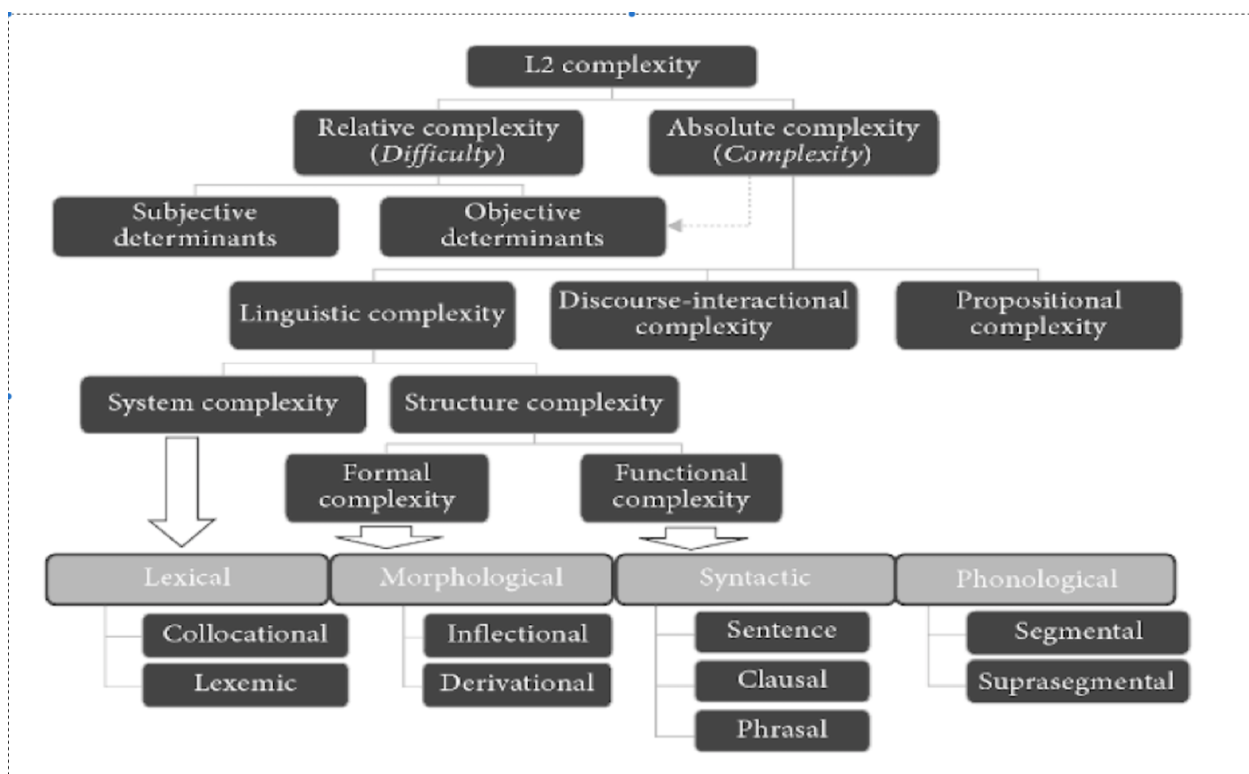 L2 complexity
Relative complexity
(Difficulty)
Absolute complexity
(Complexity)
Subjective
determinants
Objective
determinants
Linguistic complexity
Discourse-interactional
complexity
Propositional
complexity
System complexity
Structure complexity
Formal
complexity
Functional
complexity
Lexical
Morphological
Syntactic
Phonological
Collocational
Lexemic
Inflectional
Derivational
Sentence
Clausal
Phrasal
Segmental
Suprasegmental